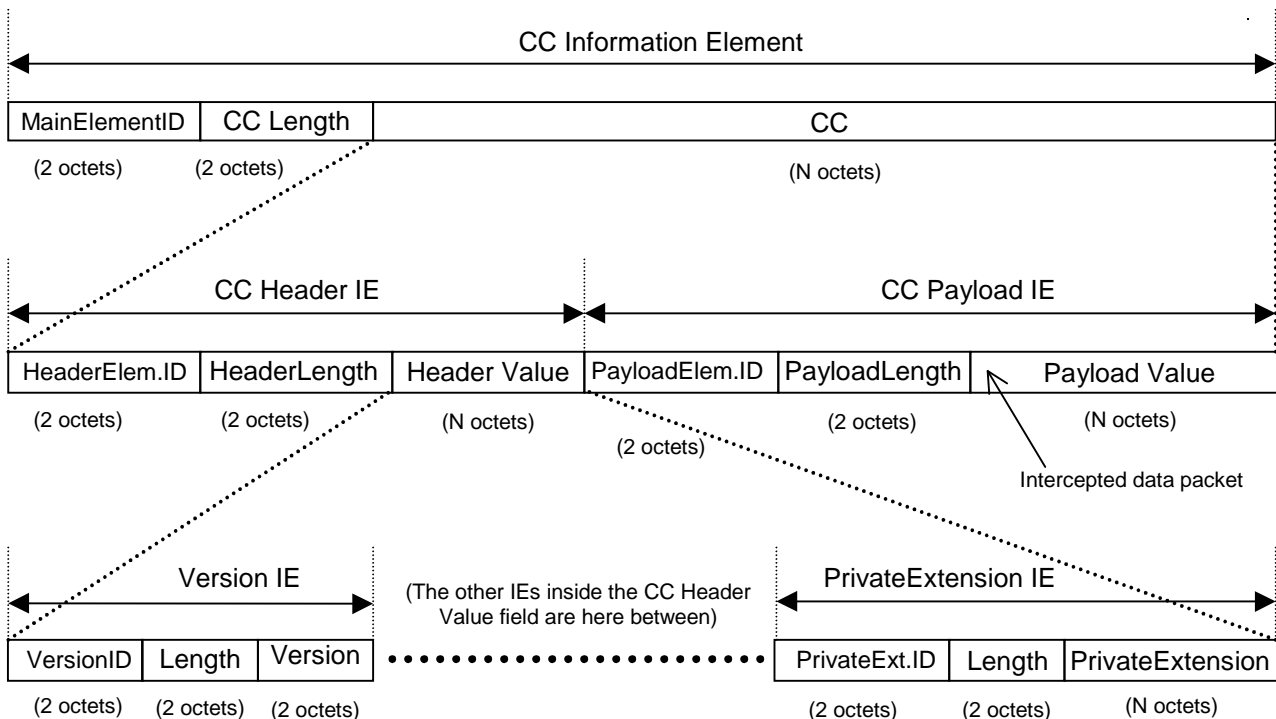 CC Information Element
MainElementID CC Length CC
(2 octets) (2 octets) (N octets)
CC Header IE CC Payload IE
HeaderElem.ID HeaderLength Header Value PayloadElem.ID PayloadLength Payload Value
(2 octets) (2 octets) (N octets) (2 octets) (2 octets) (N octets)
Intercepted data packet
Version IE (The other IEs inside the CC Header PrivateExtension IE
Value field are here between)
VersionID Length Version PrivateExt.ID Length PrivateExtension
(2 octets) (2 octets) (2 octets) (2 octets) (2 octets) (N octets)